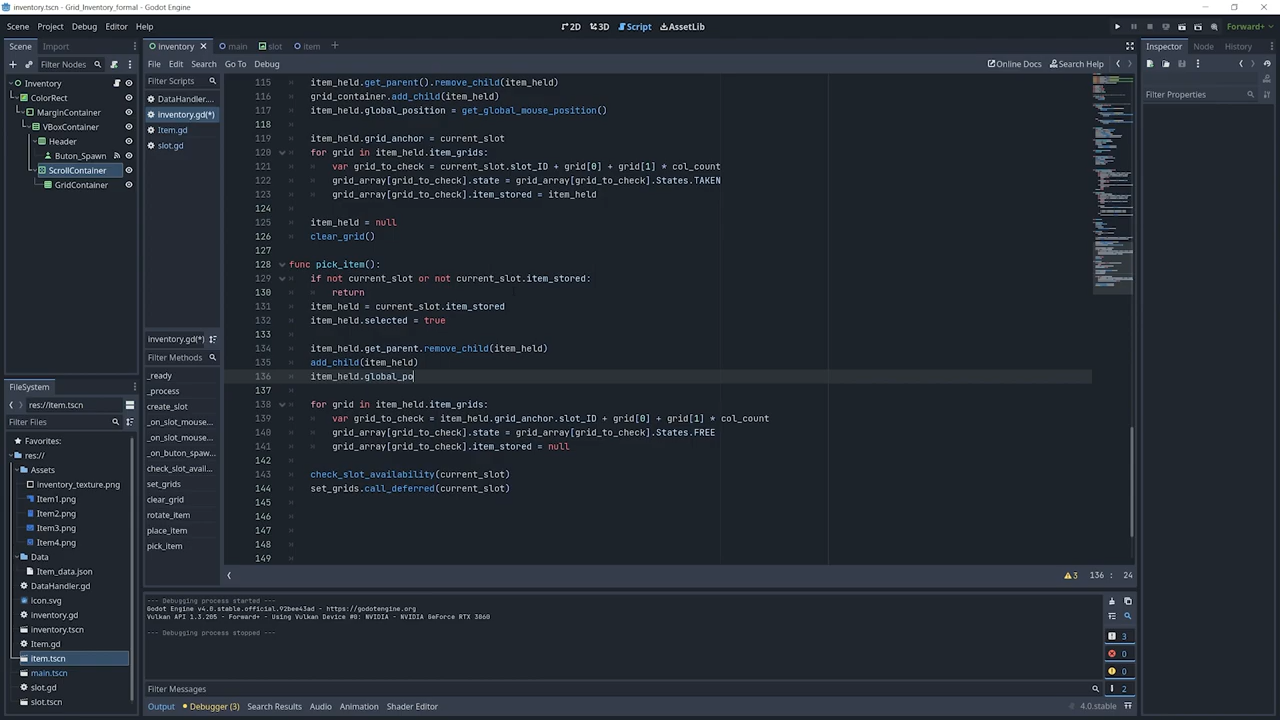 inventory.tscn - Grid_Inventory_formal - Godot Engine
Scene Project Debug Editor Help
2D 3D Script AssetLib
Forward+
Scene Import
inventory main slot item
Inspector Node History
Filter Nodes
File Edit Search Go To Debug
Online Docs Search Help
Filter Scripts
Filter Properties
Inventory
ColorRect
MarginContainer
VBoxContainer
Header
Buton_Spawn
ScrollContainer
GridContainer
DataHandler....
inventory.gd(*)
Item.gd
slot.gd
115 item_held.get_parent().remove_child(item_held)
116 grid_container.add_child(item_held)
117 item_held.global_position = get_global_mouse_position()
118
119 item_held.grid_anchor = current_slot
120 for grid in item_held.item_grids:
121 var grid_to_check = current_slot.slot_ID + grid[0] + grid[1] * col_count
122 grid_array[grid_to_check].state = grid_array[grid_to_check].States.TAKEN
123 grid_array[grid_to_check].item_stored = item_held
124
125 item_held = null
126 clear_grid()
127
128 func pick_item():
129 if not current_slot or not current_slot.item_stored:
130 return
131 item_held = current_slot.item_stored
132 item_held.selected = true
133
134 item_held.get_parent.remove_child(item_held)
135 add_child(item_held)
136 item_held.global_po
137
138 for grid in item_held.item_grids:
139 var grid_to_check = item_held.grid_anchor.slot_ID + grid[0] + grid[1] * col_count
140 grid_array[grid_to_check].state = grid_array[grid_to_check].States.FREE
141 grid_array[grid_to_check].item_stored = null
142
143 check_slot_availability(current_slot)
144 set_grids.call_deferred(current_slot)
145
146
147
148
149
inventory.gd(*)
Filter Methods
_ready
_process
create_slot
_on_slot_mouse...
_on_slot_mouse...
_on_buton_spaw...
check_slot_avail...
set_grids
clear_grid
rotate_item
place_item
pick_item
3 136 : 24
FileSystem
res://item.tscn
Filter Files
Favorites:
res://
Assets
inventory_texture.png
Item1.png
Item2.png
Item3.png
Item4.png
Data
Item_data.json
DataHandler.gd
icon.svg
inventory.gd
inventory.tscn
Item.gd
item.tscn
main.tscn
slot.gd
slot.tscn
--- Debugging process started ---
Godot Engine v4.0.stable.official.92bee43ad - https://godotengine.org
Vulkan API 1.3.205 - Forward+ - Using Vulkan Device #0: NVIDIA - NVIDIA GeForce RTX 3060
--- Debugging process stopped ---
3
0
0
2
Filter Messages
Output Debugger (3) Search Results Audio Animation Shader Editor
4.0.stable